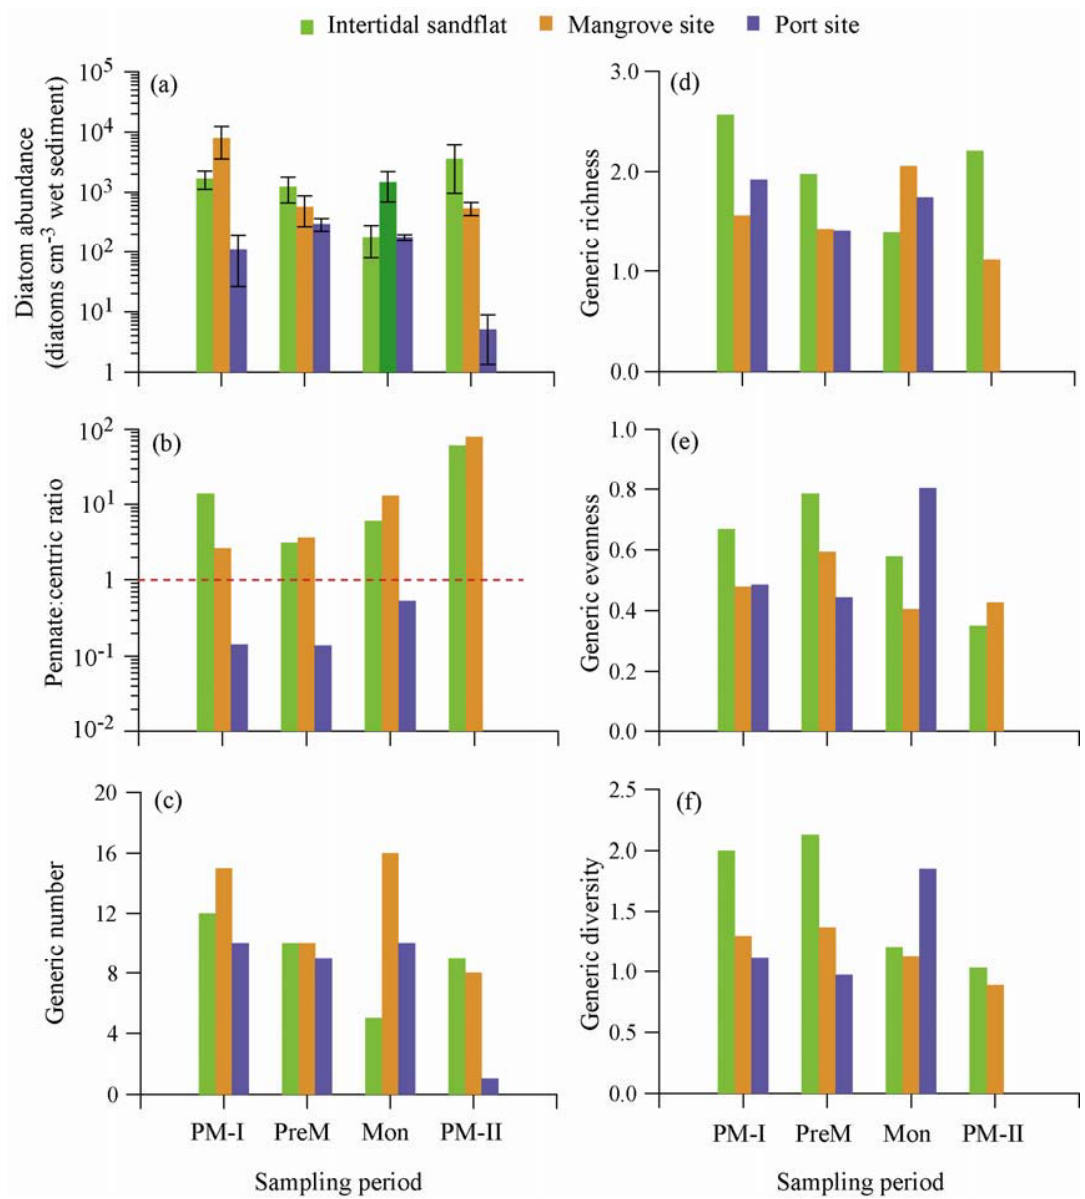 Intertidal sandflat Mangrove site Port site
(a)
Diatom abundance
(diatoms cm⁻³ wet sediment)
10⁵
10⁴
10³
10²
10¹
1
(d)
Generic richness
3.0
2.0
1.0
0.0
(b)
Pennate:centric ratio
10²
10¹
1
10⁻¹
10⁻²
(e)
Generic evenness
1.0
0.8
0.6
0.4
0.2
0.0
(c)
Generic number
20
16
12
8
4
0
PM-I PreM Mon PM-II
Sampling period
(f)
Generic diversity
2.5
2.0
1.5
1.0
0.5
0.0
PM-I PreM Mon PM-II
Sampling period